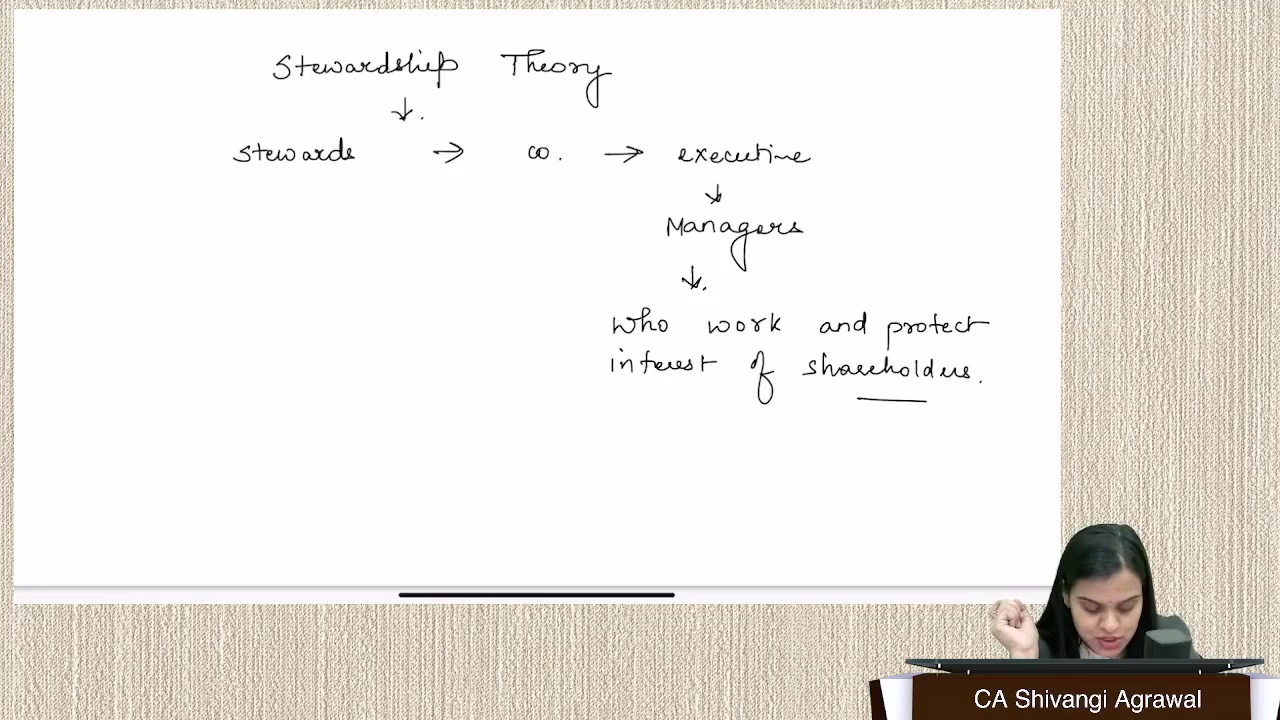 Stewardship Theory
↓.
Stewards → co. → executive
↓
Managers
↓.
who work and protect
interest of shareholders.
CA Shivangi Agrawal